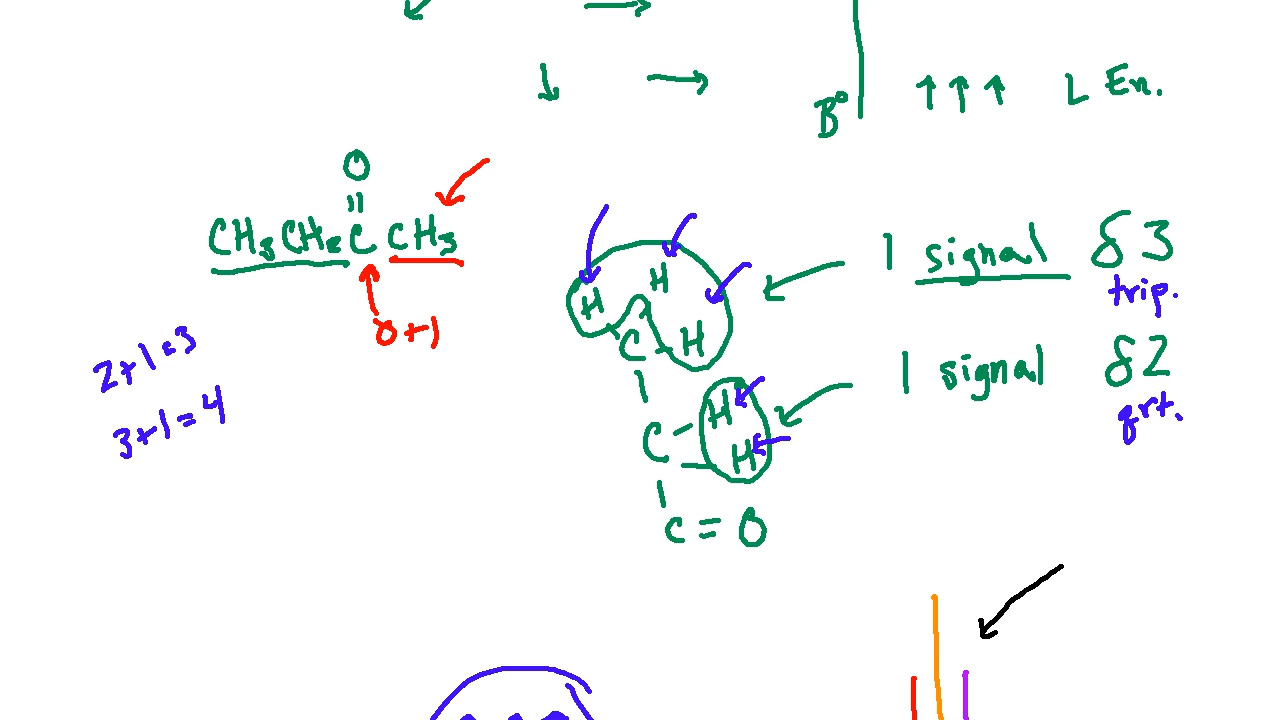 B° ↑ ↑ ↑ L En.
O
||
CH₃CH₂C CH₃
0+1
2+1=3
3+1=4
H H
C - H
|
C - H
H
|
C = O
1 signal δ3
trip.
1 signal δ2
qrt.